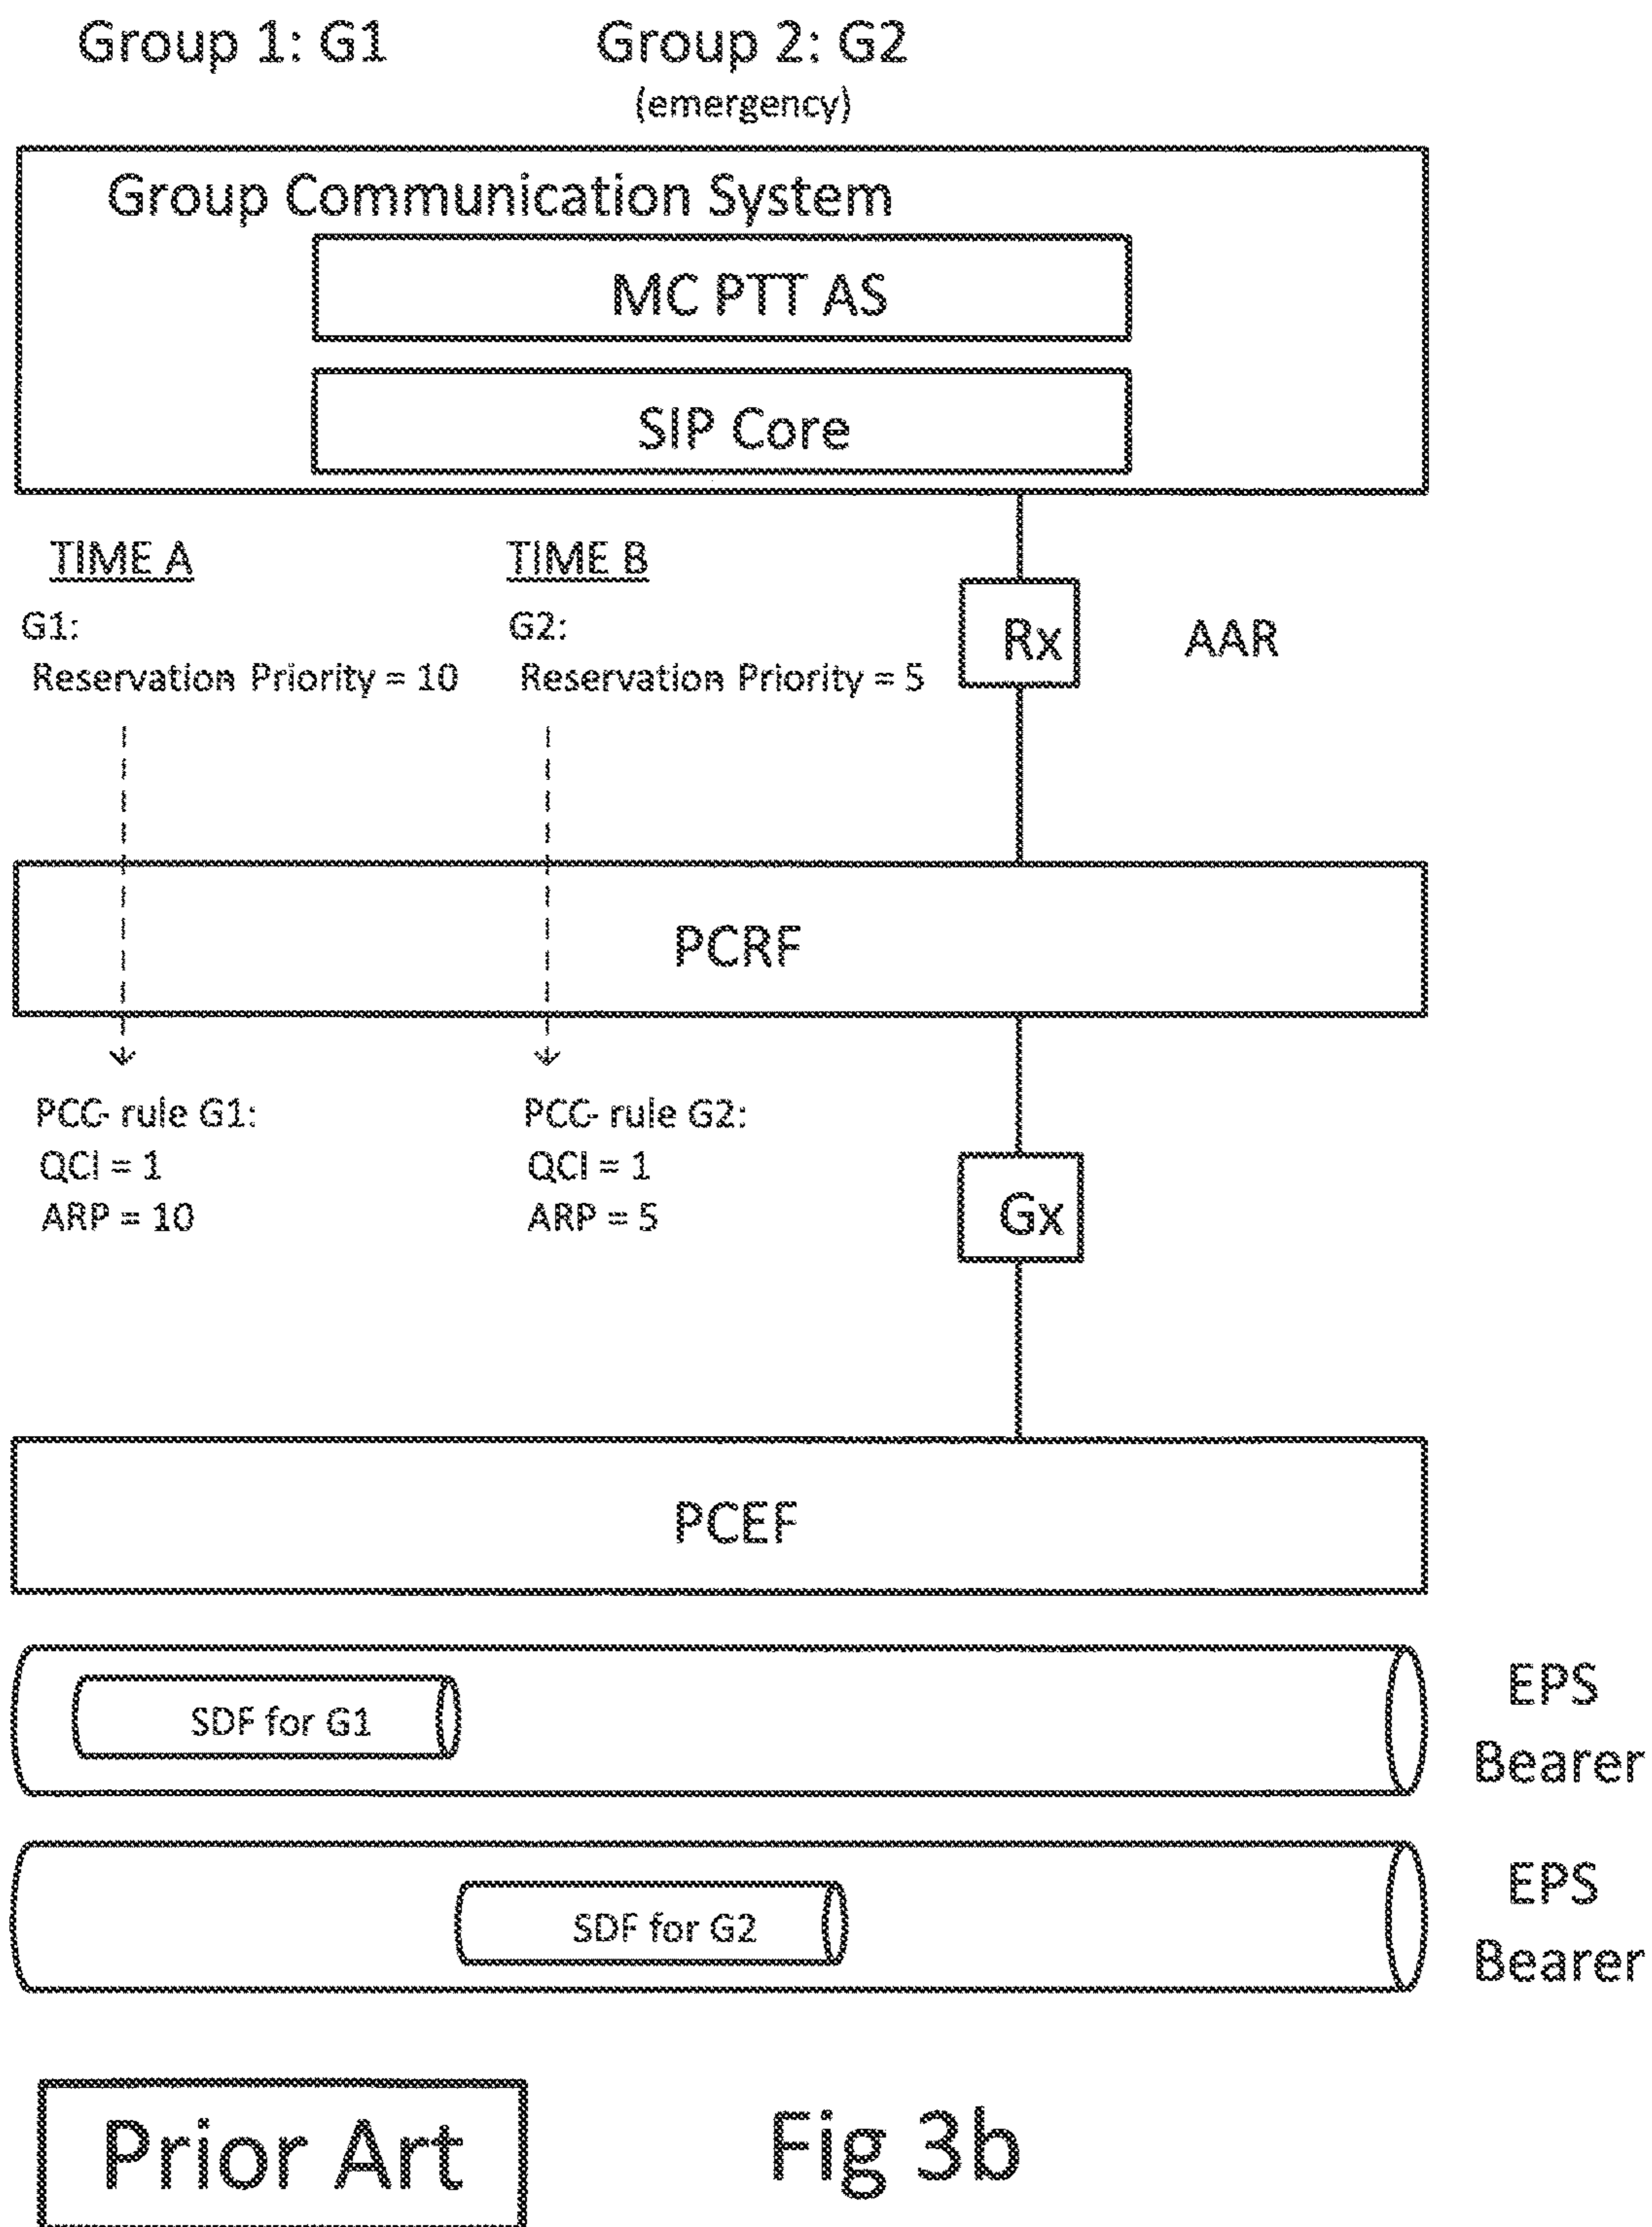 Group 1: G1 Group 2: G2
(emergency)
Group Communication System
MC PTT AS
SIP Core
TIME A TIME B
G1: G2:
Rx AAR
Reservation Priority = 10 Reservation Priority = 5
PCRF
PCC- rule G1: PCC- rule G2:
QCI = 1 QCI = 1
ARP = 10 ARP = 5
Gx
PCEF
SDF for G1
EPS
Bearer
SDF for G2
EPS
Bearer
Prior Art Fig 3b